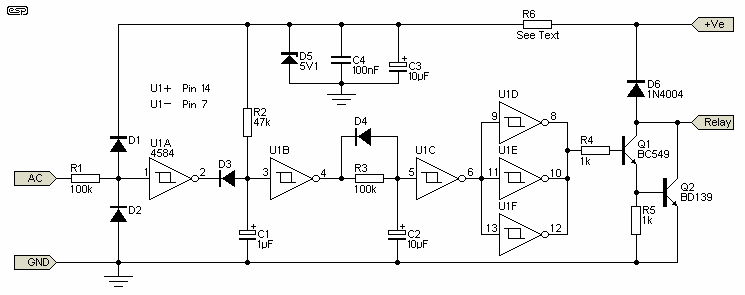 esp
R6
See Text
+Ve
D5
5V1
C4
100nF
C3
10µF
D6
1N4004
U1+ Pin 14
U1- Pin 7
R2
47k
U1D
9
8
Relay
D1
U1A
4584
D4
U1B
U1C
U1E
R4
1k
Q1
BC549
AC
R1
100k
1
2
D3
3
4
R3
100k
5
6
11
10
Q2
BD139
D2
U1F
C1
1µF
C2
10µF
13
12
R5
1k
GND